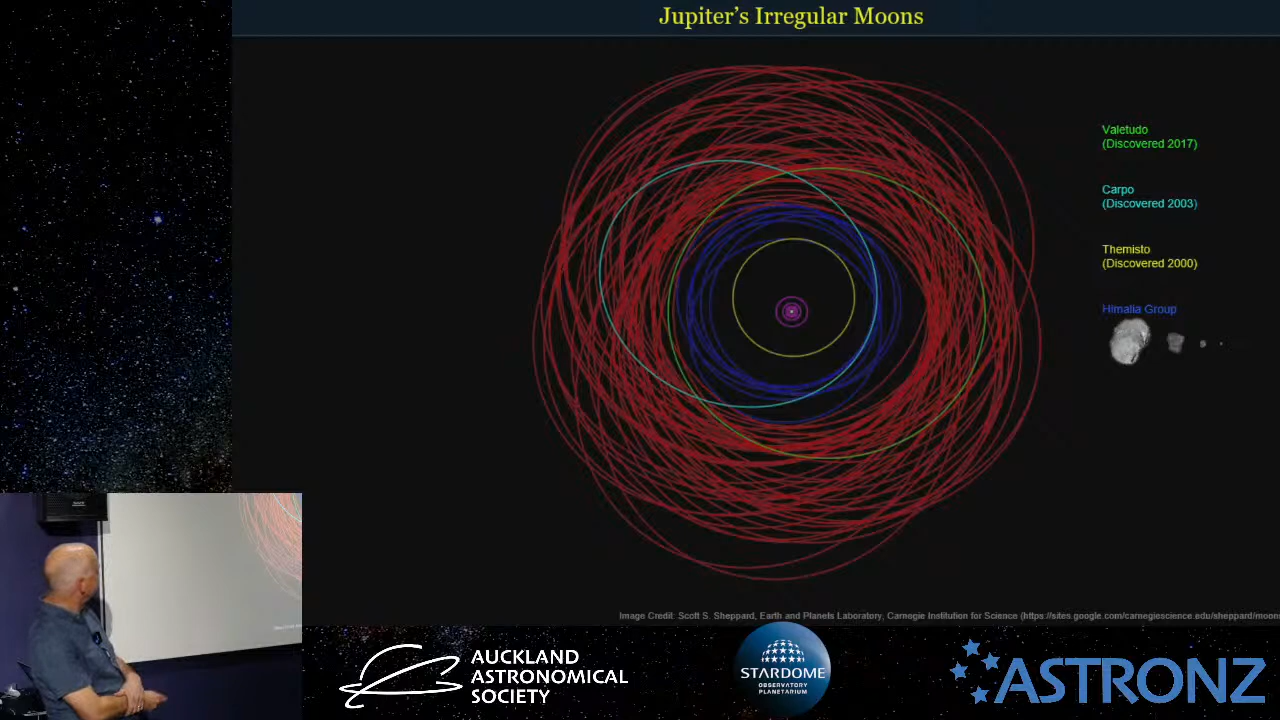 Jupiter's Irregular Moons
Valetudo
(Discovered 2017)
Carpo
(Discovered 2003)
Themisto
(Discovered 2000)
Himalia Group
Image Credit: Scott S. Sheppard, Earth and Planets Laboratory, Carnegie Institution for Science (https://sites.google.com/carnegiescience.edu/sheppard/moons
AUCKLAND
ASTRONOMICAL
SOCIETY
STARDOME
OBSERVATORY
PLANETARIUM
ASTRONZ